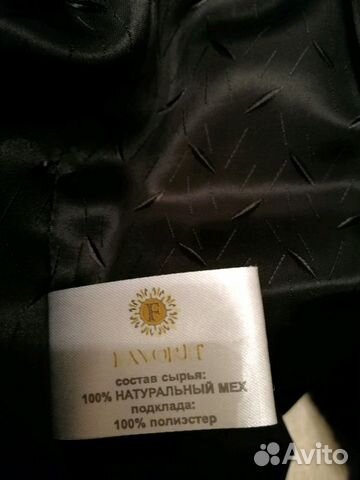 F
FAVORIT
состав сырья:
100% НАТУРАЛЬНЫЙ МЕХ
подклада:
100% полиэстер
Avito